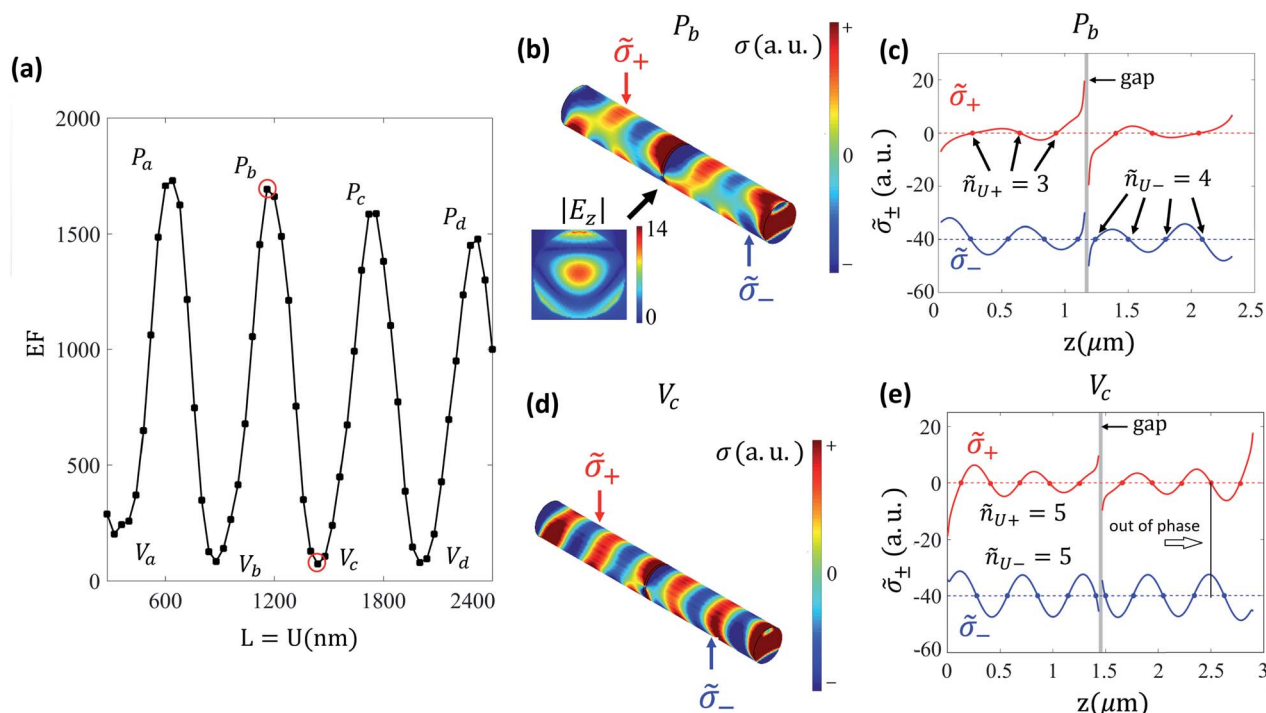 (a)
2000
1500
1000
500
0
EF
600
1200
1800
2400
L = U(nm)
P_a
P_b
P_c
P_d
V_a
V_b
V_c
V_d
(b)
P_b
σ(a. u.)
+
0
−
σ̃₊
σ̃₋
|E_z|
14
0
(c)
P_b
20
0
-20
-40
-60
σ̃± (a. u.)
σ̃₊
gap
ñ_U+ = 3
ñ_U− = 4
σ̃₋
0
0.5
1
1.5
2
2.5
z(μm)
(d)
V_c
σ(a. u.)
+
0
−
σ̃₊
σ̃₋
(e)
V_c
20
0
-20
-40
-60
σ̃± (a. u.)
σ̃₊
gap
ñ_U+ = 5
out of phase
ñ_U− = 5
σ̃₋
0
0.5
1
1.5
2
2.5
3
z(μm)